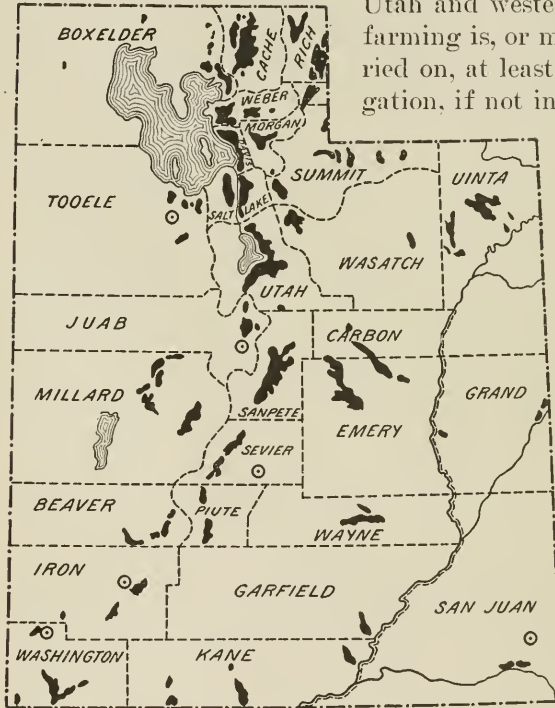 Utah and weste
farming is, or m
ried on, at least
gation, if not in
BOXELDER
CACHE
RICH
WEBER
MORGAN
SUMMIT
UINTA
TOOELE
SALT LAKE
WASATCH
UTAH
JUAB
CARBON
MILLARD
SANPETE
EMERY
GRAND
SEVIER
BEAVER
PIUTE
WAYNE
IRON
GARFIELD
SAN JUAN
WASHINGTON
KANE